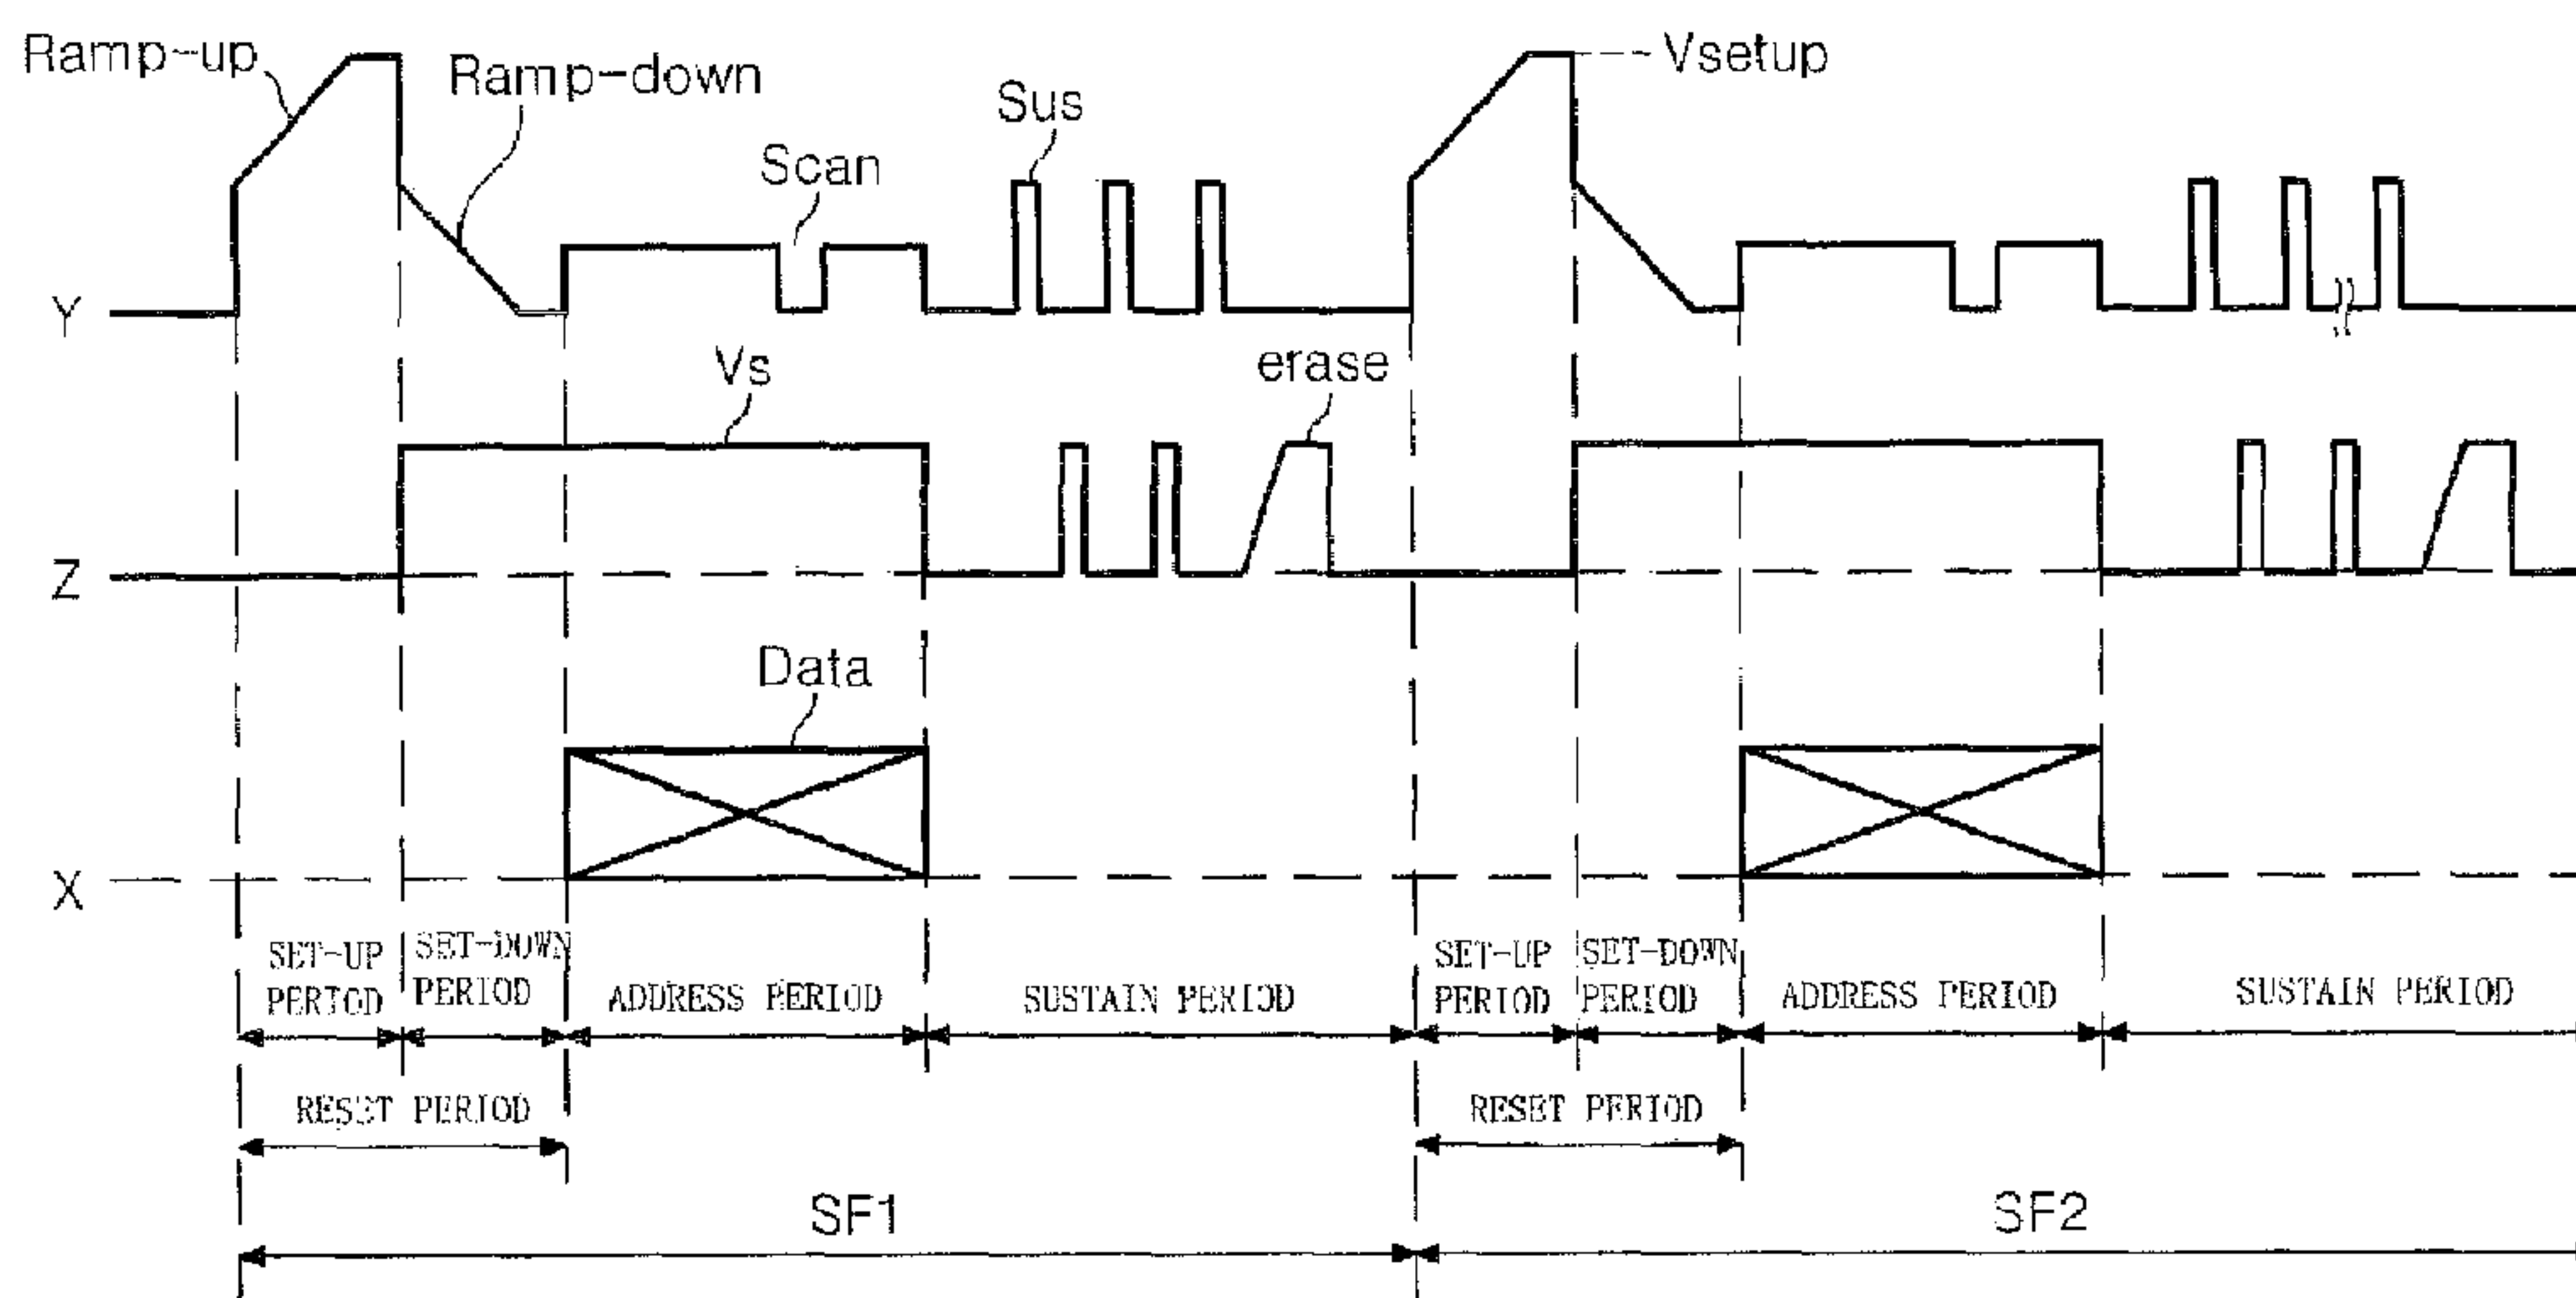 Ramp-up
Ramp-down
Scan
Sus
Vsetup
Y
Vs
erase
Z
Data
X
SET-UP
PERIOD
SET-DOWN
PERIOD
ADDRESS PERIOD
SUSTAIN PERIOD
SET-UP
PERIOD
SET-DOWN
PERIOD
ADDRESS PERIOD
SUSTAIN PERIOD
RESET PERIOD
RESET PERIOD
SF1
SF2